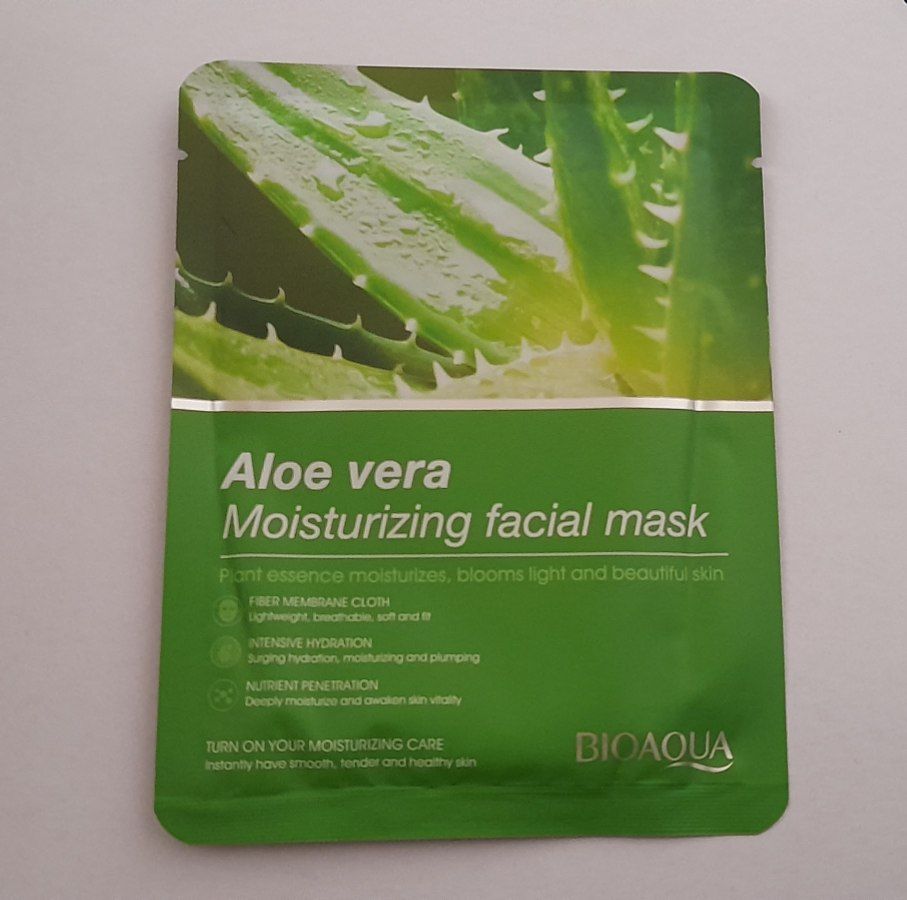 Aloe vera
Moisturizing facial mask
Plant essence moisturizes, blooms light and beautiful skin
FIBER MEMBRANE CLOTH
Lightweight, breathable, soft and fit
INTENSIVE HYDRATION
Surging hydration, moisturizing and plumping
NUTRIENT PENETRATION
Deeply moisturize and awaken skin vitality
TURN ON YOUR MOISTURIZING CARE
Instantly have smooth, tender and healthy skin
BIOAQUA